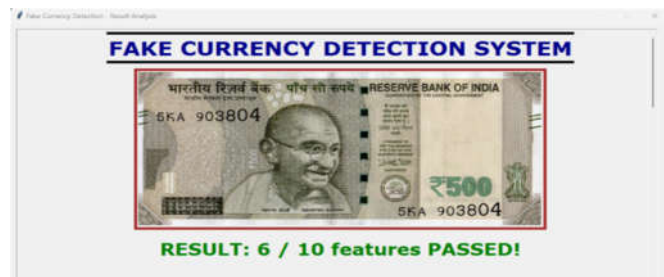 Fake Currency Detection - Result Analysis
FAKE CURRENCY DETECTION SYSTEM
भारतीय रिज़र्व बैंक पाँच सौ रुपये RESERVE BANK OF INDIA
5KA 903804
₹500
5KA 903804
RESULT: 6 / 10 features PASSED!